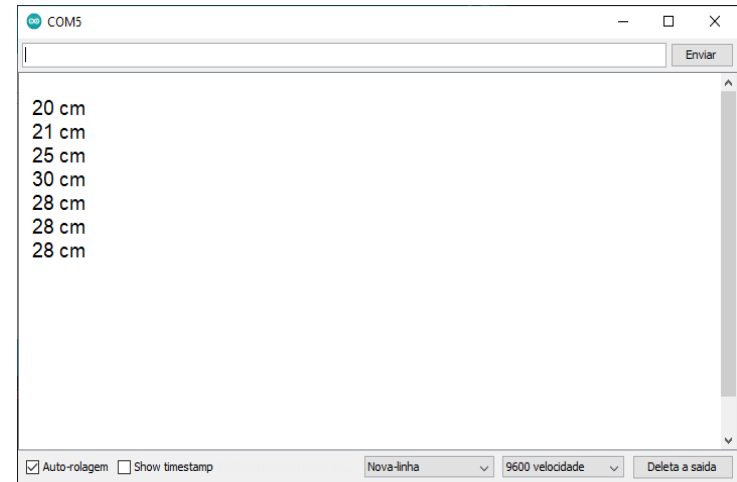 COM5
Enviar
20 cm
21 cm
25 cm
30 cm
28 cm
28 cm
28 cm
Auto-rolagem Show timestamp Nova-linha 9600 velocidade Deleta a saida